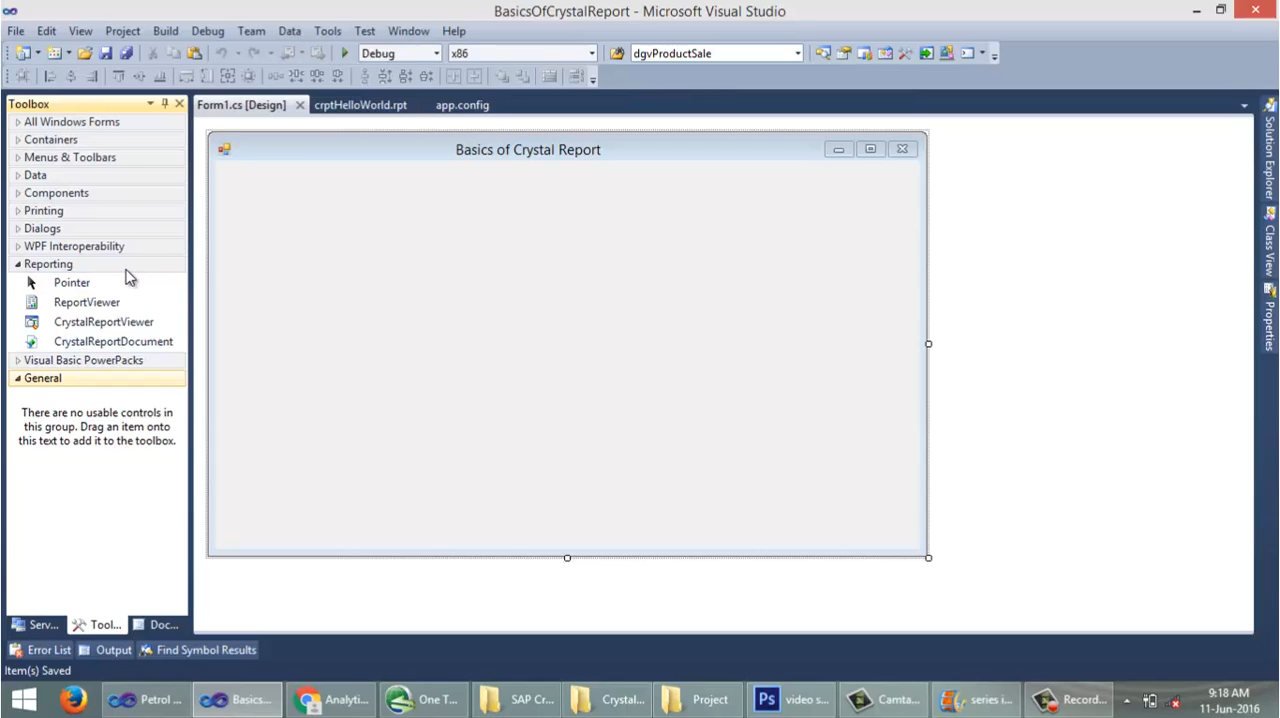 BasicsOfCrystalReport - Microsoft Visual Studio
File Edit View Project Build Debug Team Data Tools Test Window Help
Debug x86 dgvProductSale
Toolbox
Form1.cs [Design] crptHelloWorld.rpt app.config
All Windows Forms
Containers
Menus & Toolbars
Data
Components
Printing
Dialogs
WPF Interoperability
Reporting
Pointer
ReportViewer
CrystalReportViewer
CrystalReportDocument
Visual Basic PowerPacks
General
There are no usable controls in
this group. Drag an item onto
this text to add it to the toolbox.
Basics of Crystal Report
Solution Explorer
Class View
Properties
Serv... Tool... Doc...
Error List Output Find Symbol Results
Item(s) Saved
Petrol ... Basics... Analyti... One T... SAP Cr... Crystal... Project Ps video s... Camta... series i... Record...
9:18 AM
11-Jun-2016